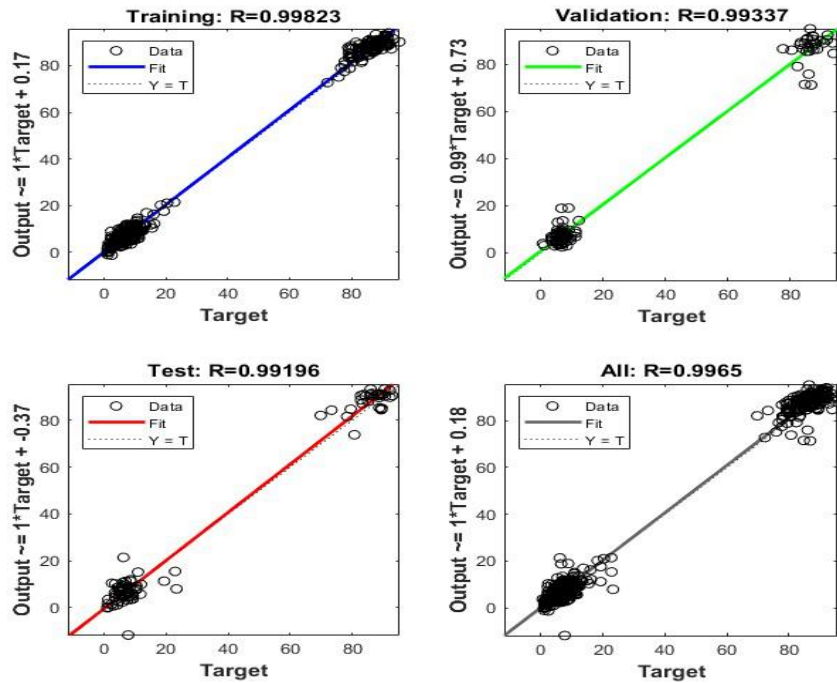 Training: R=0.99823
Output ~= 1*Target + 0.17
Data
Fit
Y = T
80
60
40
20
0
0 20 40 60 80
Target
Validation: R=0.99337
Output ~= 0.99*Target + 0.73
Data
Fit
Y = T
80
60
40
20
0
0 20 40 60 80
Target
Test: R=0.99196
Output ~= 1*Target + -0.37
Data
Fit
Y = T
80
60
40
20
0
0 20 40 60 80
Target
All: R=0.9965
Output ~= 1*Target + 0.18
Data
Fit
Y = T
80
60
40
20
0
0 20 40 60 80
Target